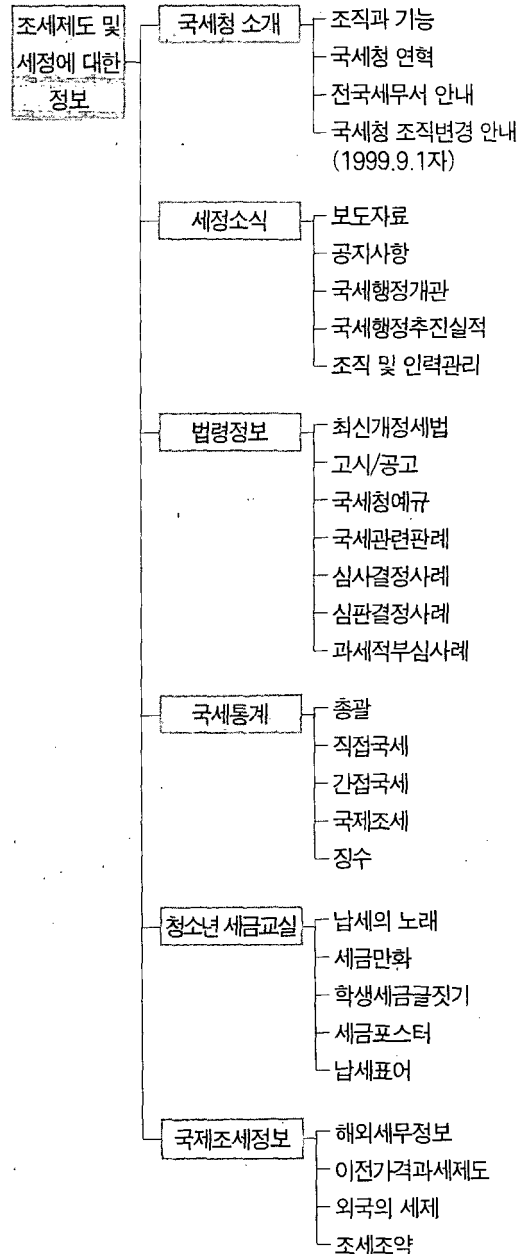 조세제도 및
세정에 대한
정보
국세청 소개
조직과 기능
국세청 연혁
전국세무서 안내
국세청 조직변경 안내
(1999.9.1자)
세정소식
보도자료
공지사항
국세행정개관
국세행정추진실적
조직 및 인력관리
법령정보
최신개정세법
고시/공고
국세청예규
국세관련판례
심사결정사례
심판결정사례
과세적부심사례
국세통계
총괄
직접국세
간접국세
국제조세
징수
청소년 세금교실
납세의 노래
세금만화
학생세금글짓기
세금포스터
납세표어
국제조세정보
해외세무정보
이전가격과세제도
외국의 세제
조세조약